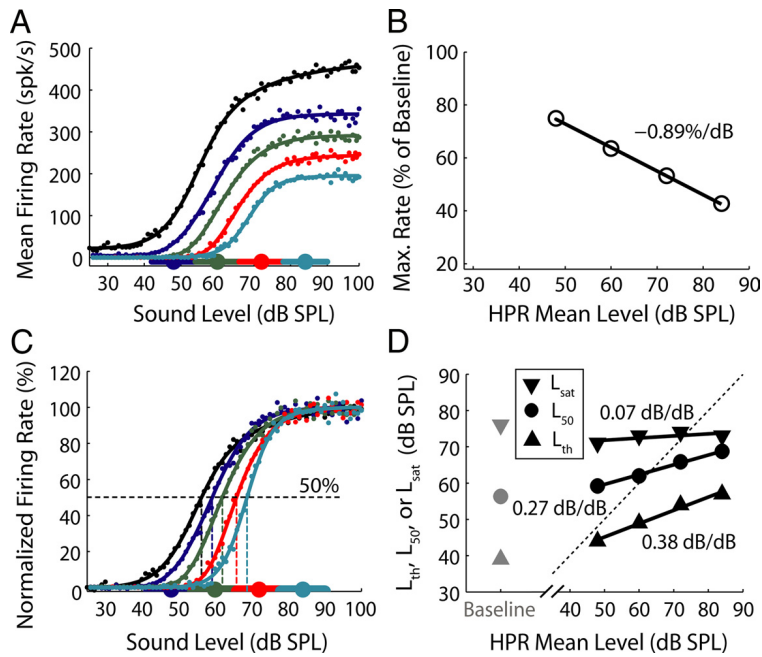 A
Mean Firing Rate (spk/s)
500
400
300
200
100
0
30 40 50 60 70 80 90 100
Sound Level (dB SPL)
B
Max. Rate (% of Baseline)
100
80
60
40
20
−0.89%/dB
40 50 60 70 80 90
HPR Mean Level (dB SPL)
C
Normalized Firing Rate (%)
120
100
80
60
40
20
0
50%
30 40 50 60 70 80 90 100
Sound Level (dB SPL)
D
Lth, L50, or Lsat (dB SPL)
90
80
70
60
50
40
30
Lsat
L50
Lth
0.07 dB/dB
0.27 dB/dB
0.38 dB/dB
Baseline
40 50 60 70 80 90
HPR Mean Level (dB SPL)